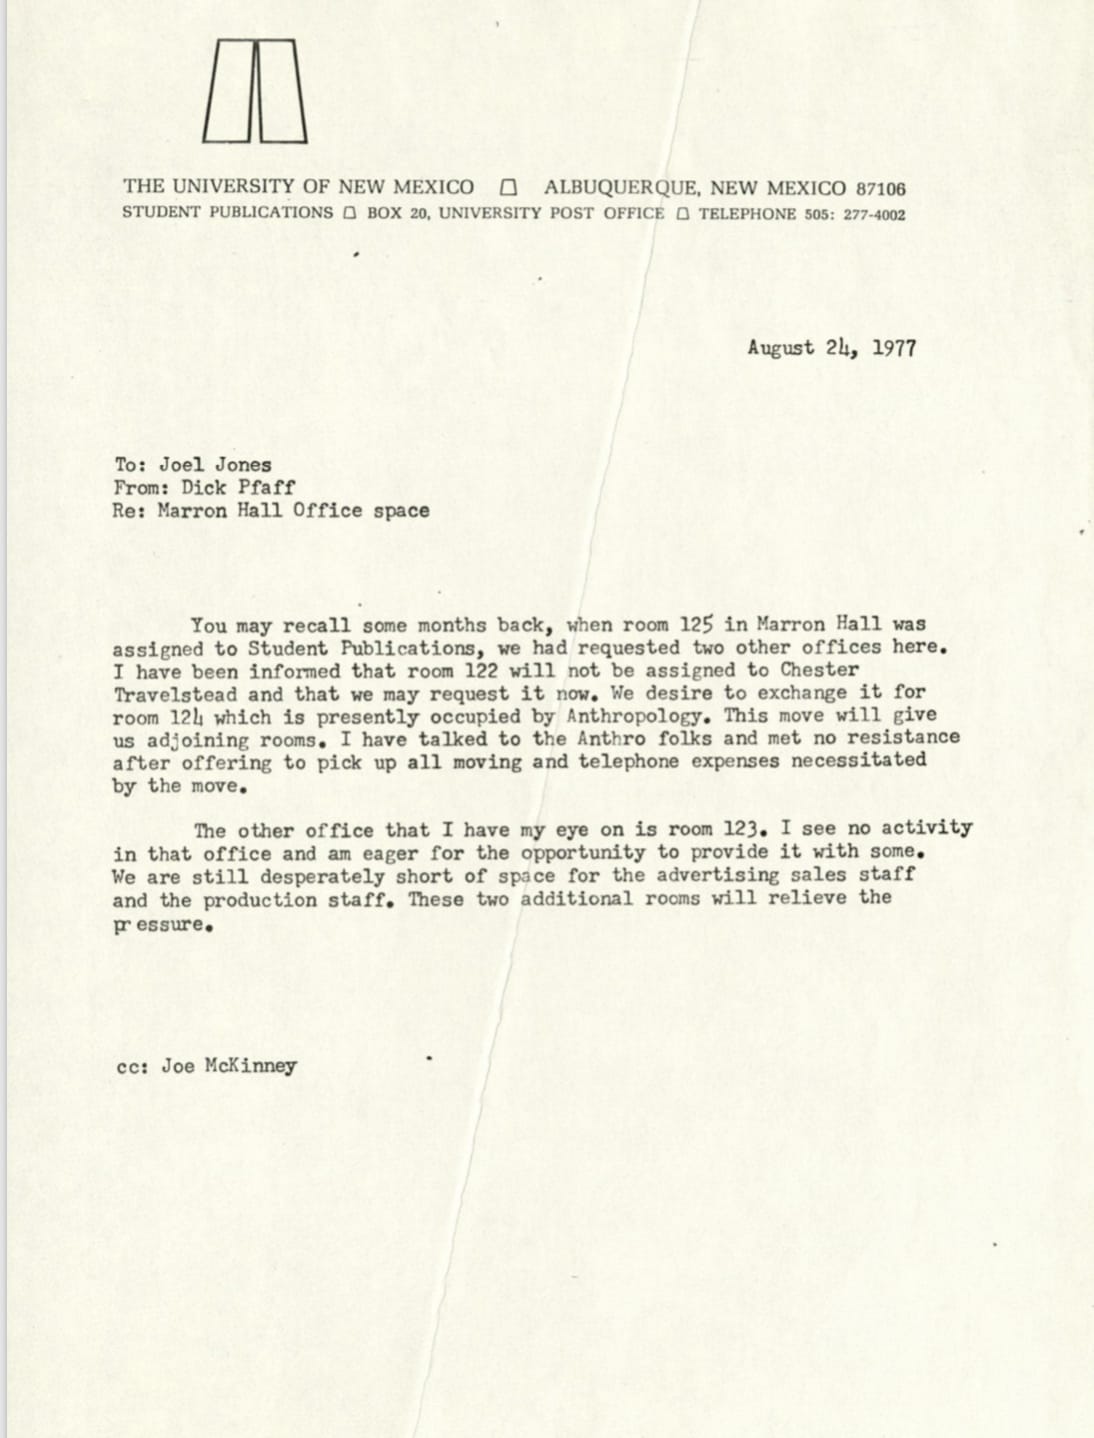 THE UNIVERSITY OF NEW MEXICO ALBUQUERQUE, NEW MEXICO 87106
STUDENT PUBLICATIONS BOX 20, UNIVERSITY POST OFFICE TELEPHONE 505: 277-4002
August 24, 1977
To: Joel Jones
From: Dick Pfaff
Re: Marron Hall Office space
You may recall some months back, when room 125 in Marron Hall was
assigned to Student Publications, we had requested two other offices here.
I have been informed that room 122 will not be assigned to Chester
Travelstead and that we may request it now. We desire to exchange it for
room 124 which is presently occupied by Anthropology. This move will give
us adjoining rooms. I have talked to the Anthro folks and met no resistance
after offering to pick up all moving and telephone expenses necessitated
by the move.
The other office that I have my eye on is room 123. I see no activity
in that office and am eager for the opportunity to provide it with some.
We are still desperately short of space for the advertising sales staff
and the production staff. These two additional rooms will relieve the
pressure.
cc: Joe McKinney